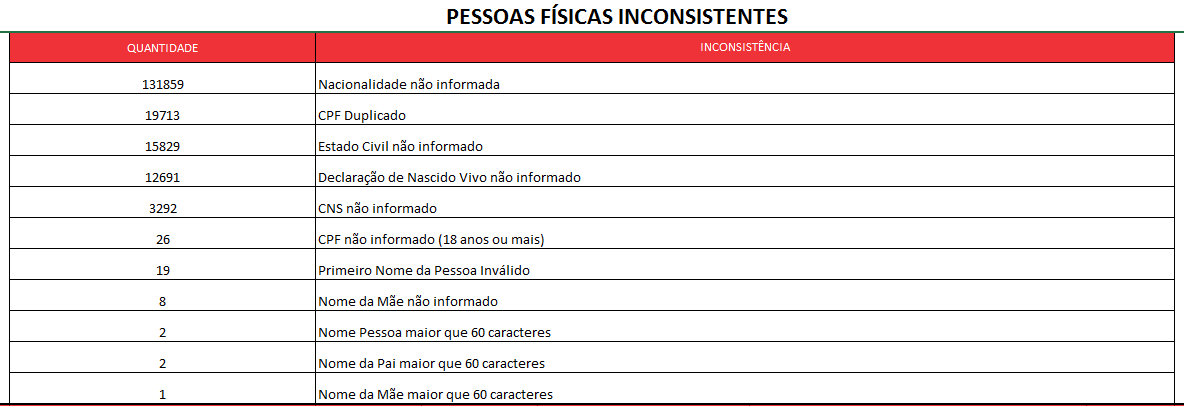 PESSOAS FÍSICAS INCONSISTENTES
QUANTIDADE INCONSISTÊNCIA
131859 Nacionalidade não informada
19713 CPF Duplicado
15829 Estado Civil não informado
12691 Declaração de Nascido Vivo não informado
3292 CNS não informado
26 CPF não informado (18 anos ou mais)
19 Primeiro Nome da Pessoa Inválido
8 Nome da Mãe não informado
2 Nome Pessoa maior que 60 caracteres
2 Nome da Pai maior que 60 caracteres
1 Nome da Mãe maior que 60 caracteres